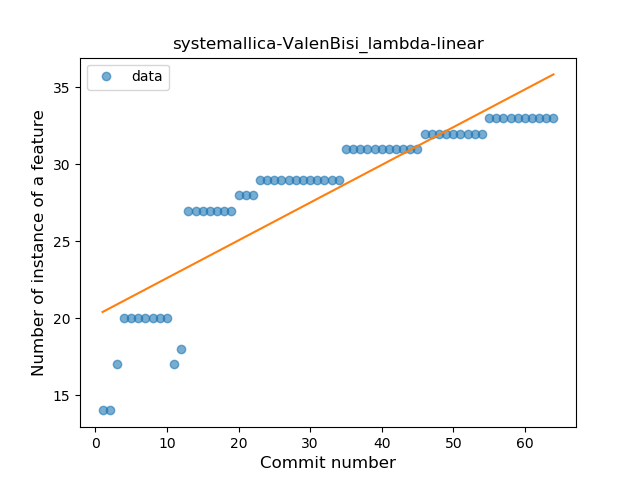 systemallica-ValenBisi_lambda-linear
data
Number of instance of a feature
35
30
25
20
15
0 10 20 30 40 50 60
Commit number